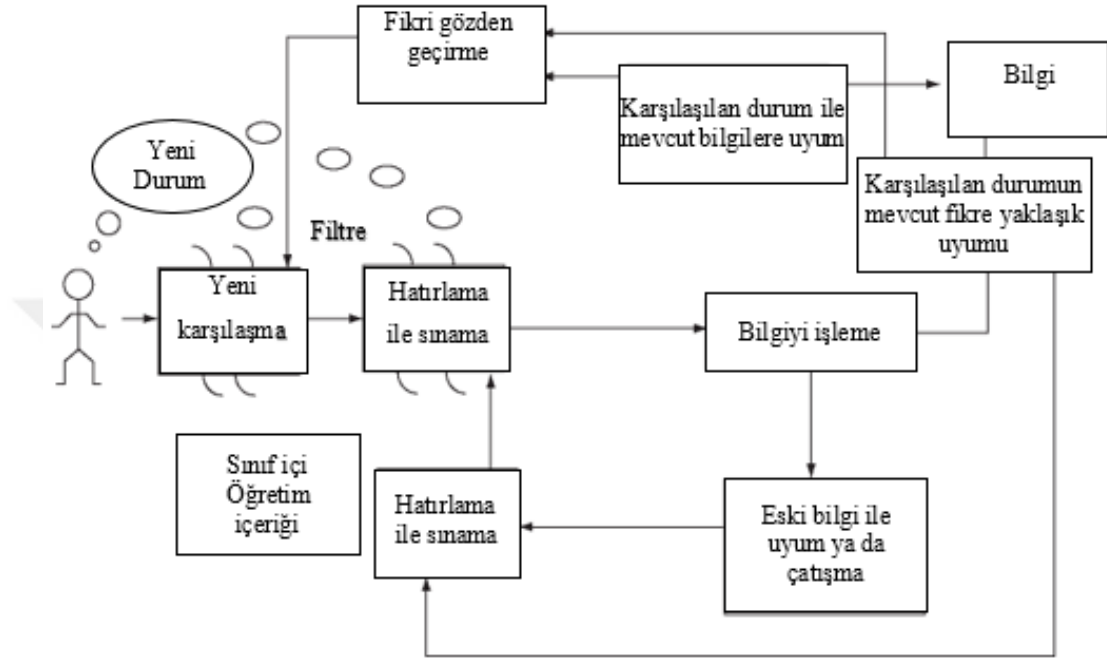 Fikri gözden
geçirme
Bilgi
Karşılaşılan durum ile
mevcut bilgilere uyum
Yeni
Durum
Karşılaşılan durumun
mevcut fikre yaklaşık
uyumu
Filtre
Yeni
karşılaşma
Hatırlama
ile sınama
Bilgiyi işleme
Sınıf içi
Öğretim
içeriği
Hatırlama
ile sınama
Eski bilgi ile
uyum ya da
çatışma